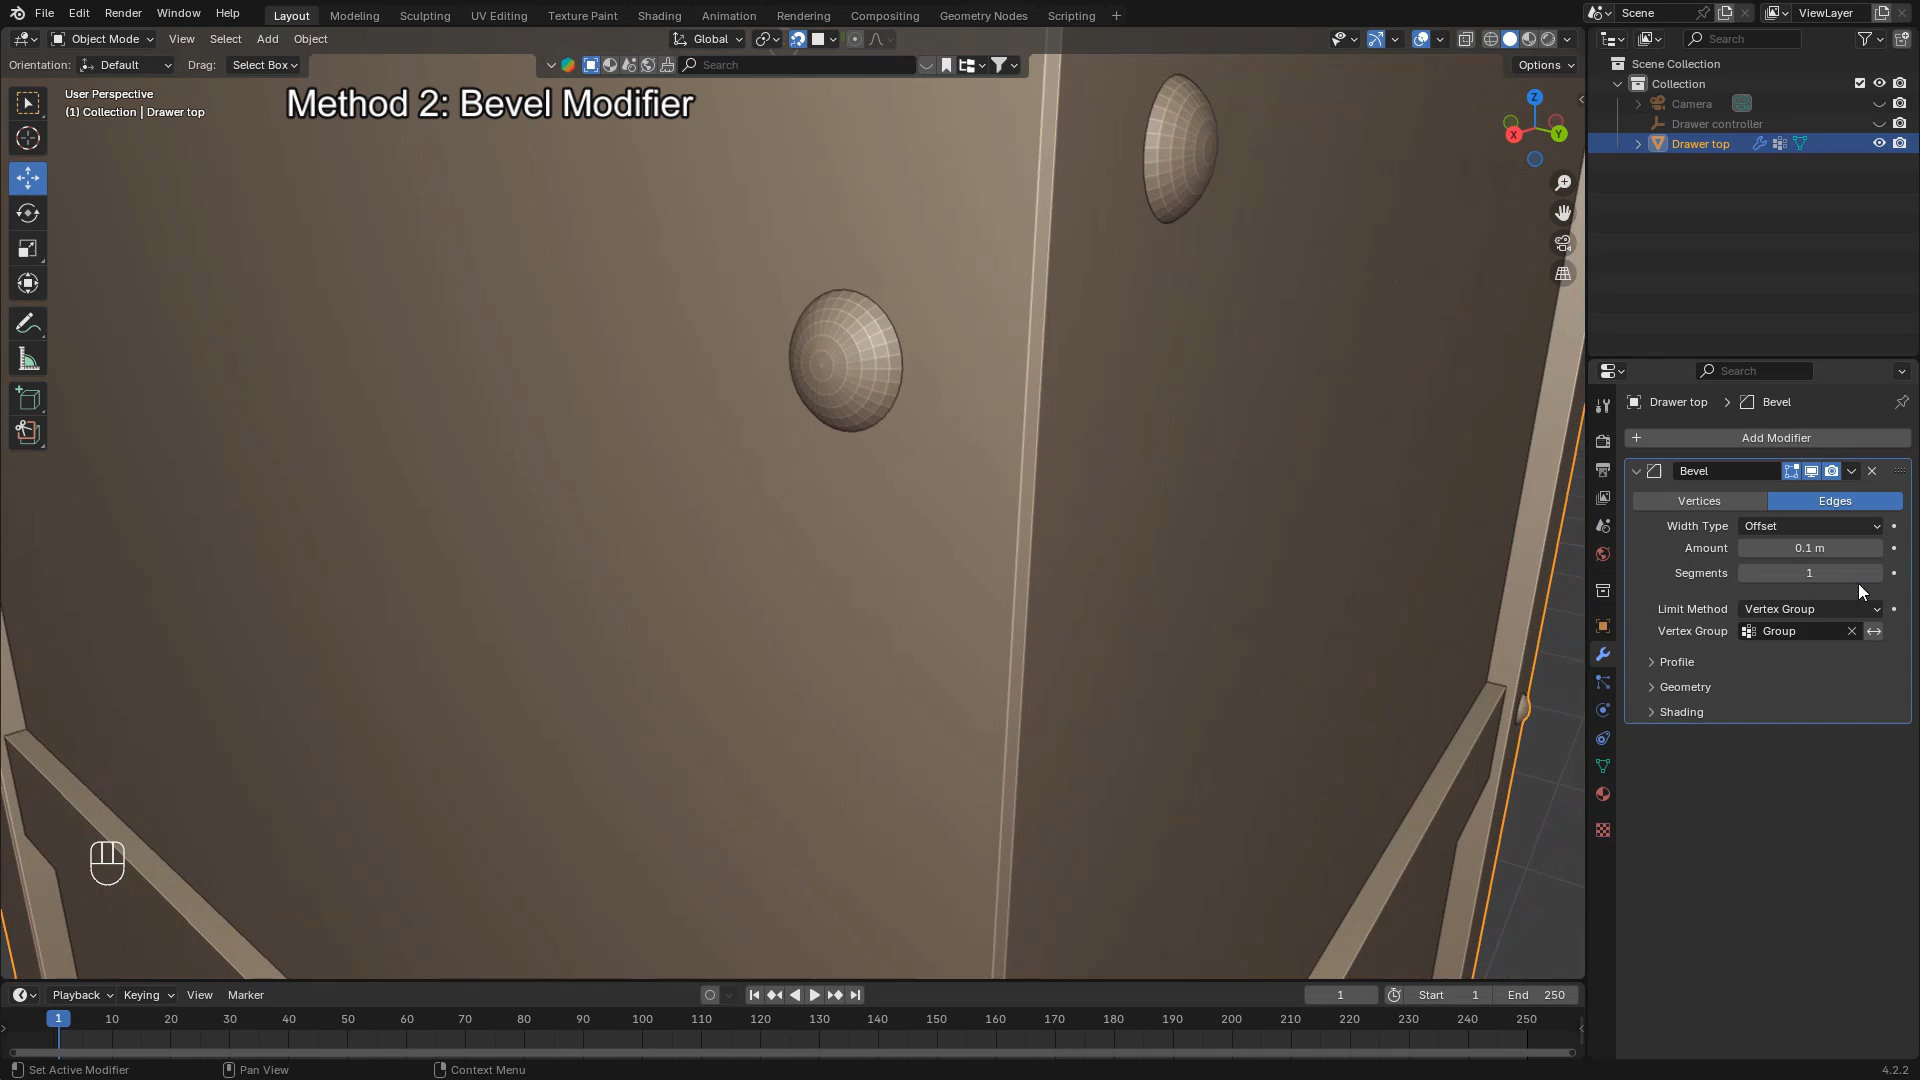 File Edit Render Window Help Layout Modeling Sculpting UV Editing Texture Paint Shading Animation Rendering Compositing Geometry Nodes Scripting + Scene ViewLayer
Object Mode View Select Add Object Global Search
Orientation: Default Drag: Select Box Search Options
Scene Collection
Collection
Camera
Drawer controller
Drawer top
User Perspective
(1) Collection | Drawer top
Method 2: Bevel Modifier
Z
X
Y
Search
Drawer top > Bevel
+ Add Modifier
Bevel
Vertices Edges
Width Type Offset
Amount 0.1 m
Segments 1
Limit Method Vertex Group
Vertex Group Group
Profile
Geometry
Shading
Playback Keying View Marker 1 Start 1 End 250
1 10 20 30 40 50 60 70 80 90 100 110 120 130 140 150 160 170 180 190 200 210 220 230 240 250
Set Active Modifier Pan View Context Menu 4.2.2